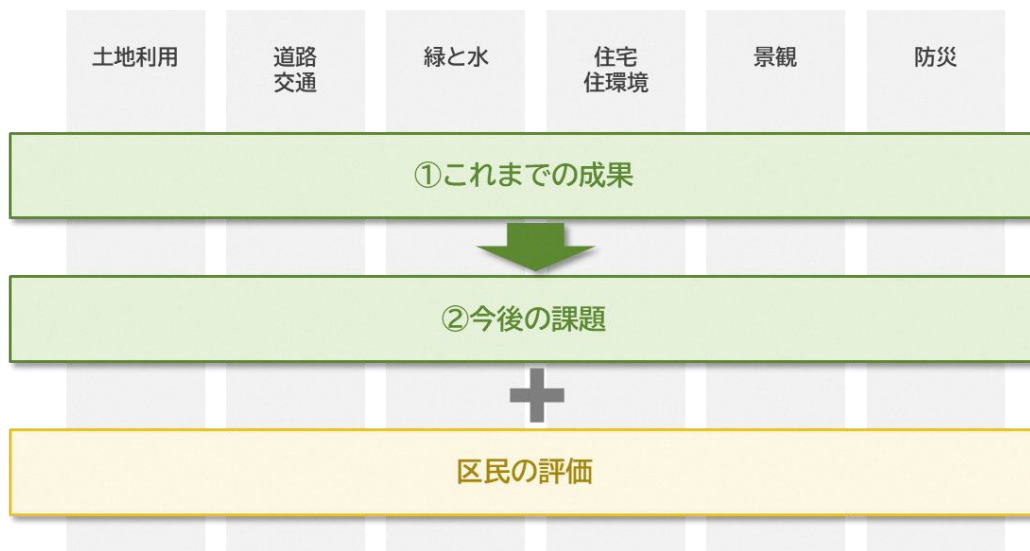 土地利用
道路
交通
緑と水
住宅
住環境
景観
防災
①これまでの成果
②今後の課題
区民の評価